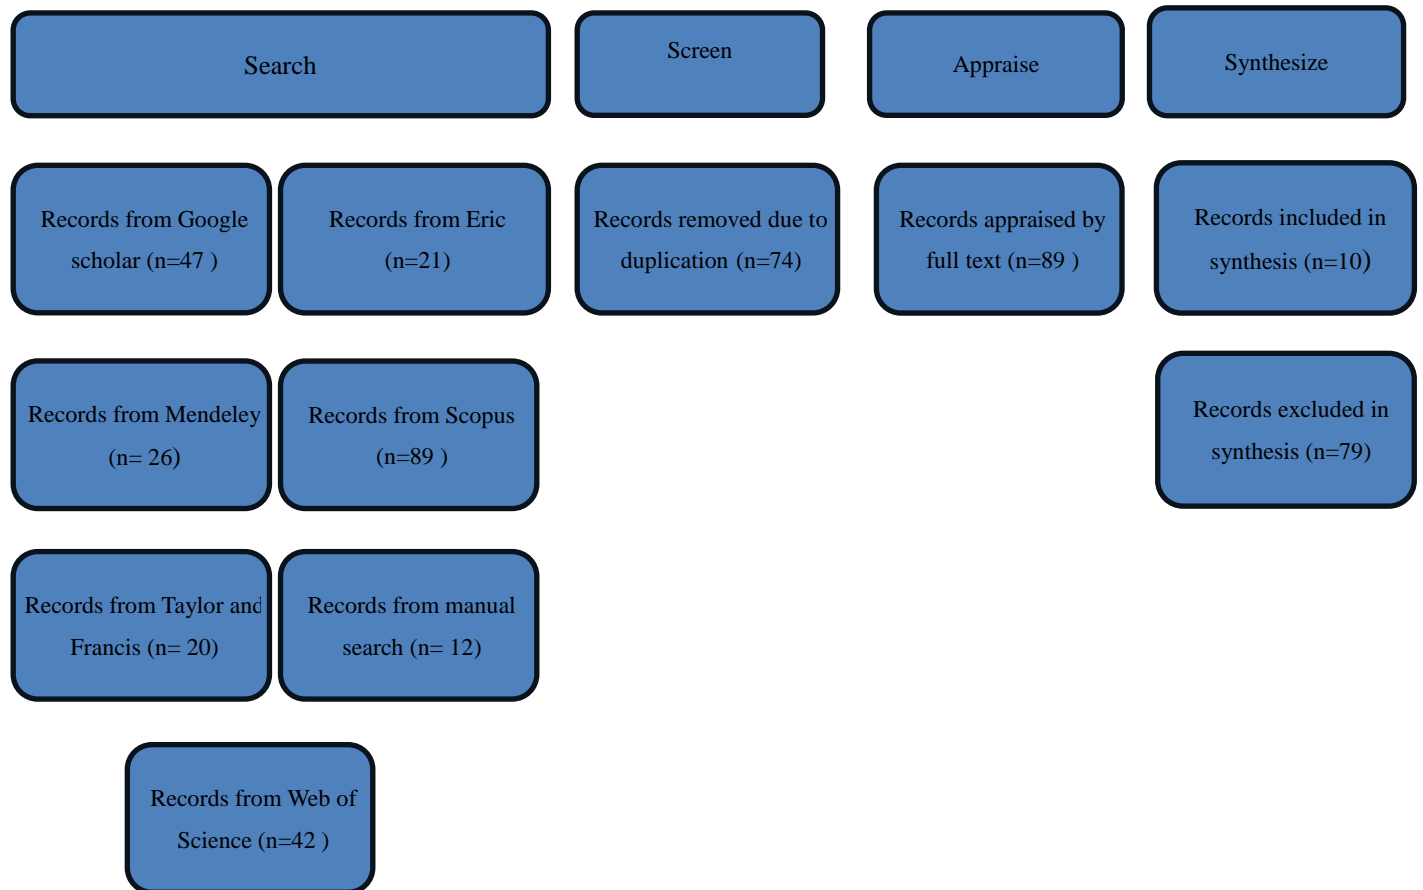 Search
Screen
Appraise
Synthesize
Records from Google
scholar (n=47 )
Records from Eric
(n=21)
Records removed due to
duplication (n=74)
Records appraised by
full text (n=89 )
Records included in
synthesis (n=10)
Records from Mendeley
(n= 26)
Records from Scopus
(n=89 )
Records excluded in
synthesis (n=79)
Records from Taylor and
Francis (n= 20)
Records from manual
search (n= 12)
Records from Web of
Science (n=42 )